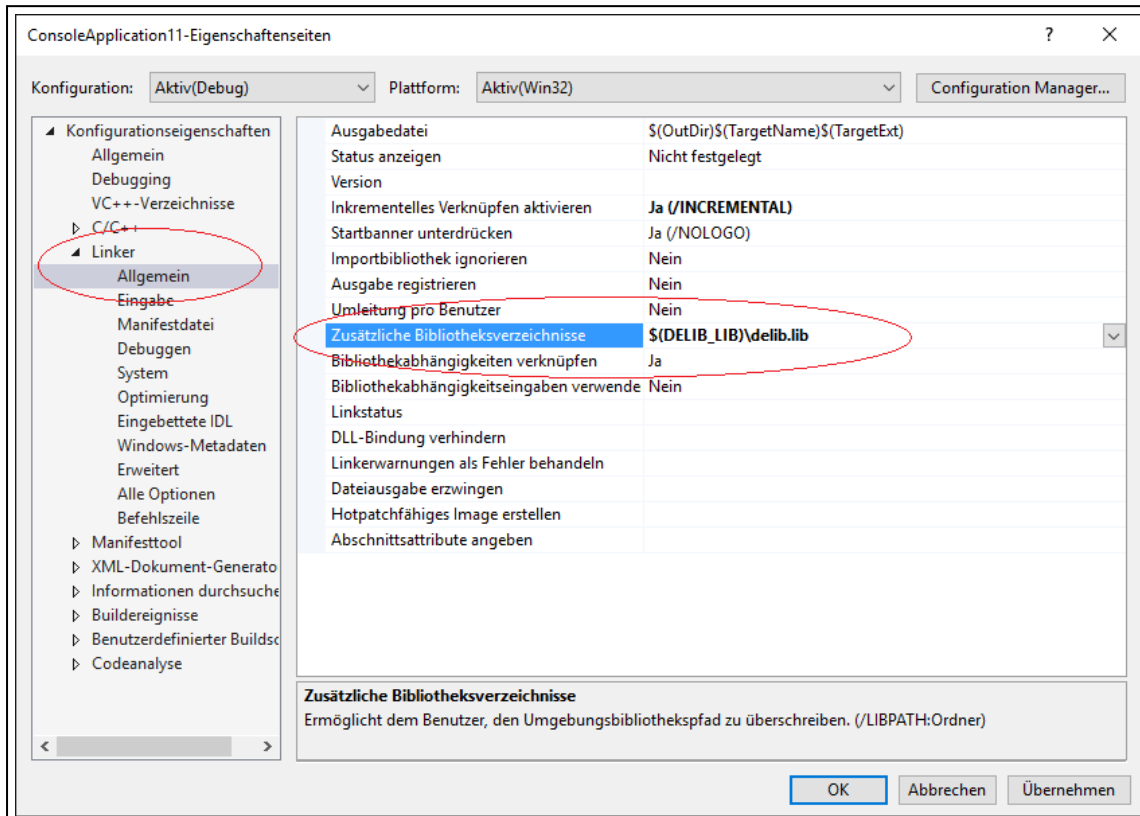 ConsoleApplication11-Eigenschaftenseiten
?
Konfiguration: Aktiv(Debug) Plattform: Aktiv(Win32) Configuration Manager...
Konfigurationseigenschaften
Allgemein
Debugging
VC++-Verzeichnisse
C/C++
Linker
Allgemein
Eingabe
Manifestdatei
Debuggen
System
Optimierung
Eingebettete IDL
Windows-Metadaten
Erweitert
Alle Optionen
Befehlszeile
Manifesttool
XML-Dokument-Generato
Informationen durchsuche
Buildereignisse
Benutzerdefinierter Buildsc
Codeanalyse
Ausgabedatei $(OutDir)$(TargetName)$(TargetExt)
Status anzeigen Nicht festgelegt
Version
Inkrementelles Verknüpfen aktivieren Ja (/INCREMENTAL)
Startbanner unterdrücken Ja (/NOLOGO)
Importbibliothek ignorieren Nein
Ausgabe registrieren Nein
Umleitung pro Benutzer Nein
Zusätzliche Bibliotheksverzeichnisse $(DELIB_LIB)\delib.lib
Bibliothekabhängigkeiten verknüpfen Ja
Bibliothekabhängigkeitseingaben verwende Nein
Linkstatus
DLL-Bindung verhindern
Linkerwarnungen als Fehler behandeln
Dateiausgabe erzwingen
Hotpatchfähiges Image erstellen
Abschnittsattribute angeben
Zusätzliche Bibliotheksverzeichnisse
Ermöglicht dem Benutzer, den Umgebungsbibliothekspfad zu überschreiben. (/LIBPATH:Ordner)
OK Abbrechen Übernehmen